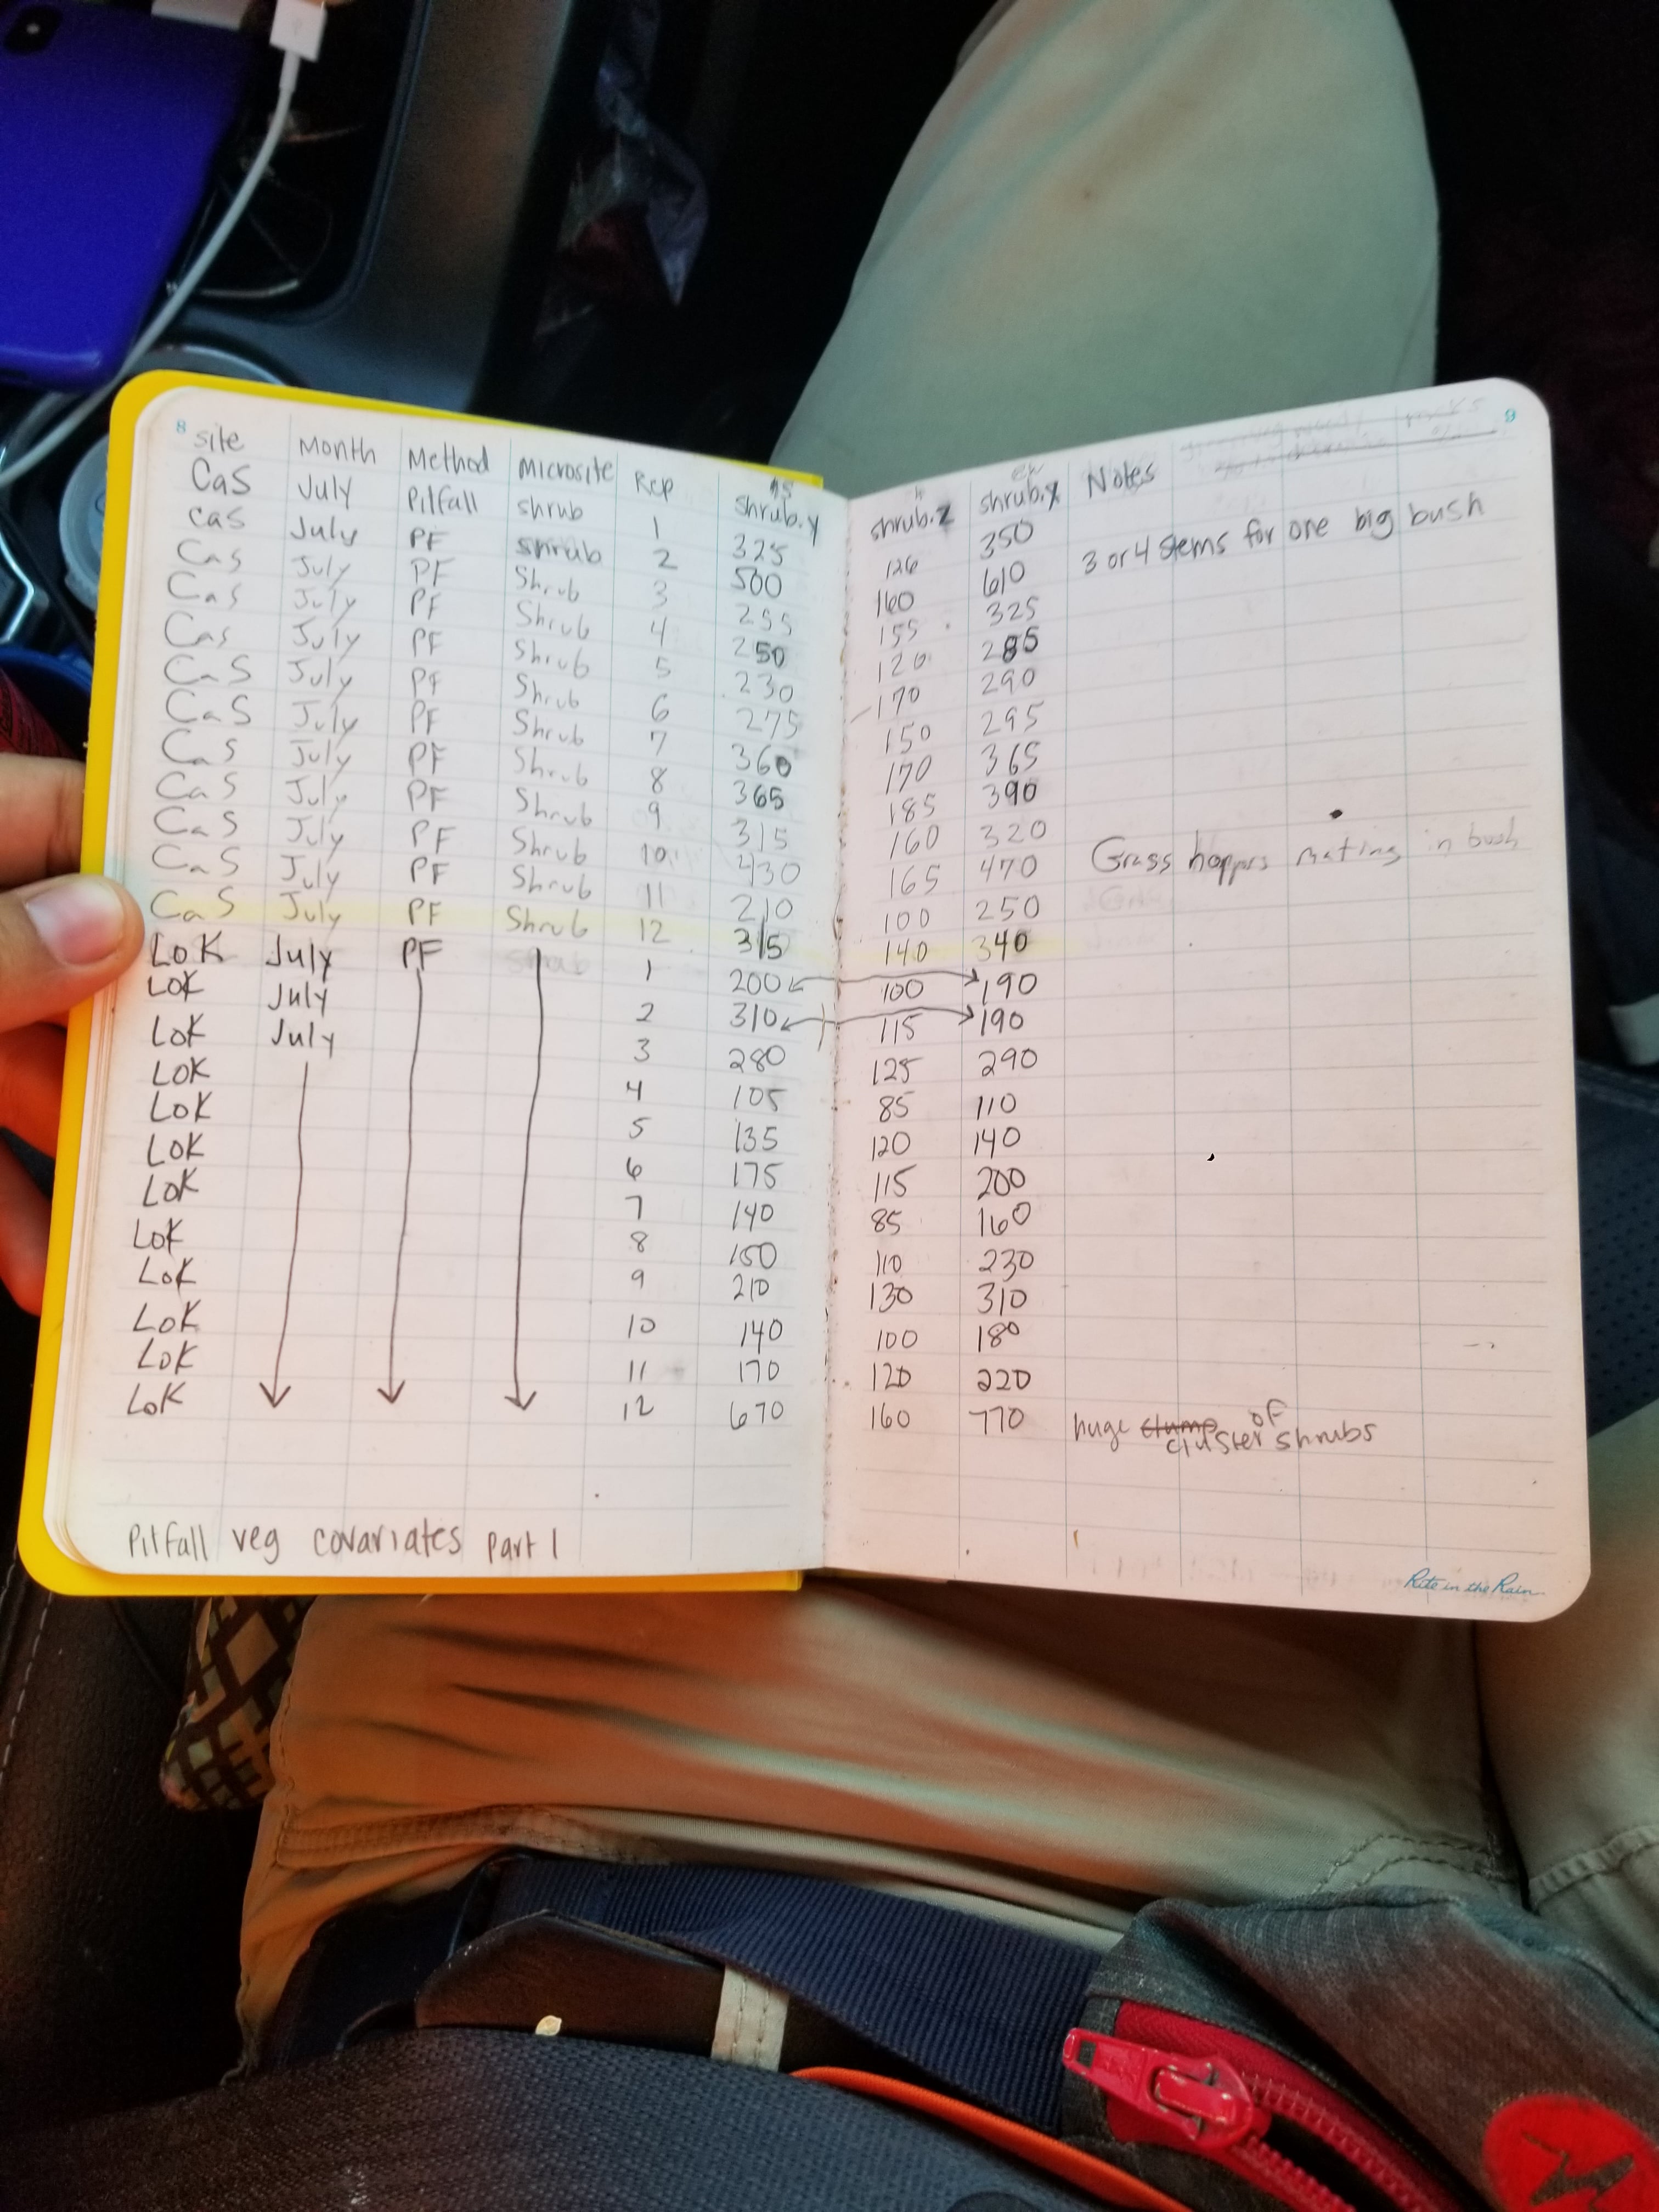 8 9
site Month Method Microsite Rep ns shrub.y h shrub.z ew shrub.x Notes
CaS July Pitfall shrub 1 325 126 350
cas July PF shrub 2 500 160 610 3 or 4 stems for one big bush
Cas July PF Shrub 3 255 155 325
Cas July PF Shrub 4 250 120 285
Cas July PF Shrub 5 230 170 290
CaS July PF Shrub 6 275 150 295
CaS July PF Shrub 7 360 170 365
CaS July PF Shrub 8 365 185 390
CaS July PF Shrub 9 315 160 320
CaS July PF Shrub 10 430 165 470 Grass hoppers mating in bush
CaS July PF Shrub 11 210 100 250
CaS July PF Shrub 12 315 140 340
LoK July PF 1 200 100 190
LOK July 2 310 115 190
LOK July 3 280 125 290
LOK 4 105 85 110
LOK 5 135 120 140
LOK 6 175 115 200
LOK 7 140 85 160
LOK 8 150 110 230
LOK 9 210 130 310
LOK 10 140 100 180
LOK 11 170 120 220
LOK 12 670 160 770 huge clump cluster of shrubs
Pitfall veg covariates part 1
Rite in the Rain